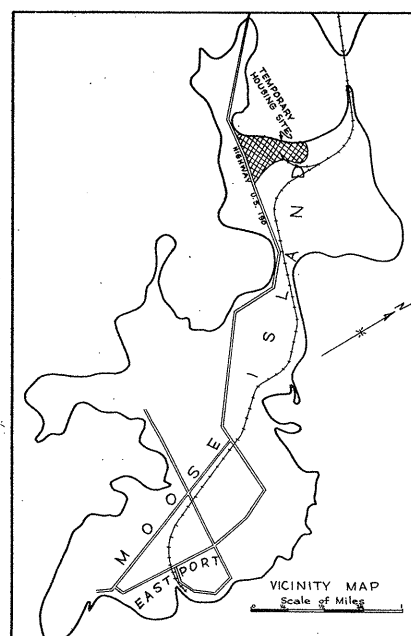 TEMPORARY
HOUSING SITE
HIGHWAY U.S. 190
MOOSE ISLAND
N
EASTPORT
VICINITY MAP
Scale of Miles